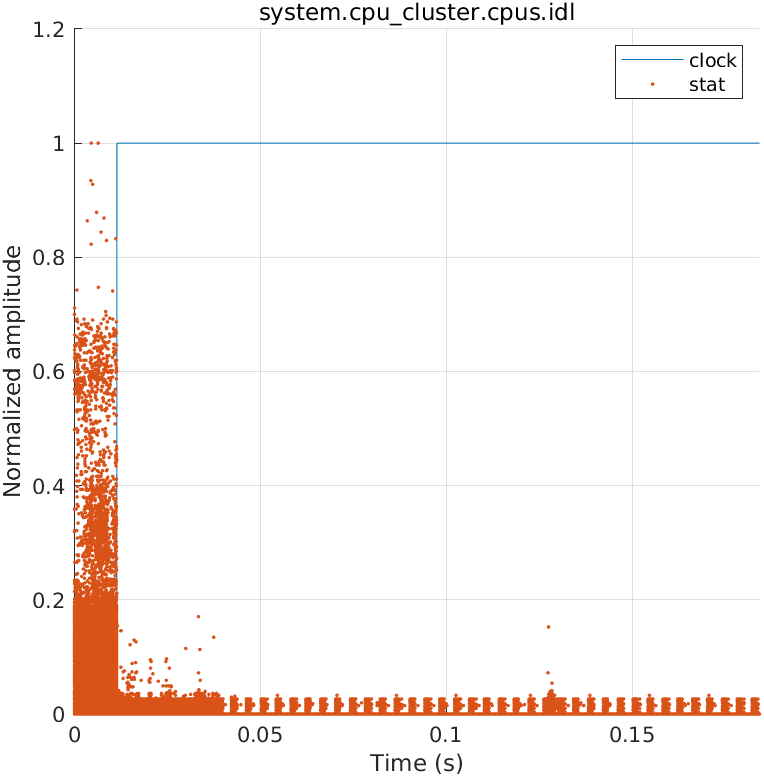 system.cpu_cluster.cpus.idl
1.2
clock
stat
1
0.8
0.6
0.4
0.2
0
Normalized amplitude
0
0.05
0.1
0.15
Time (s)